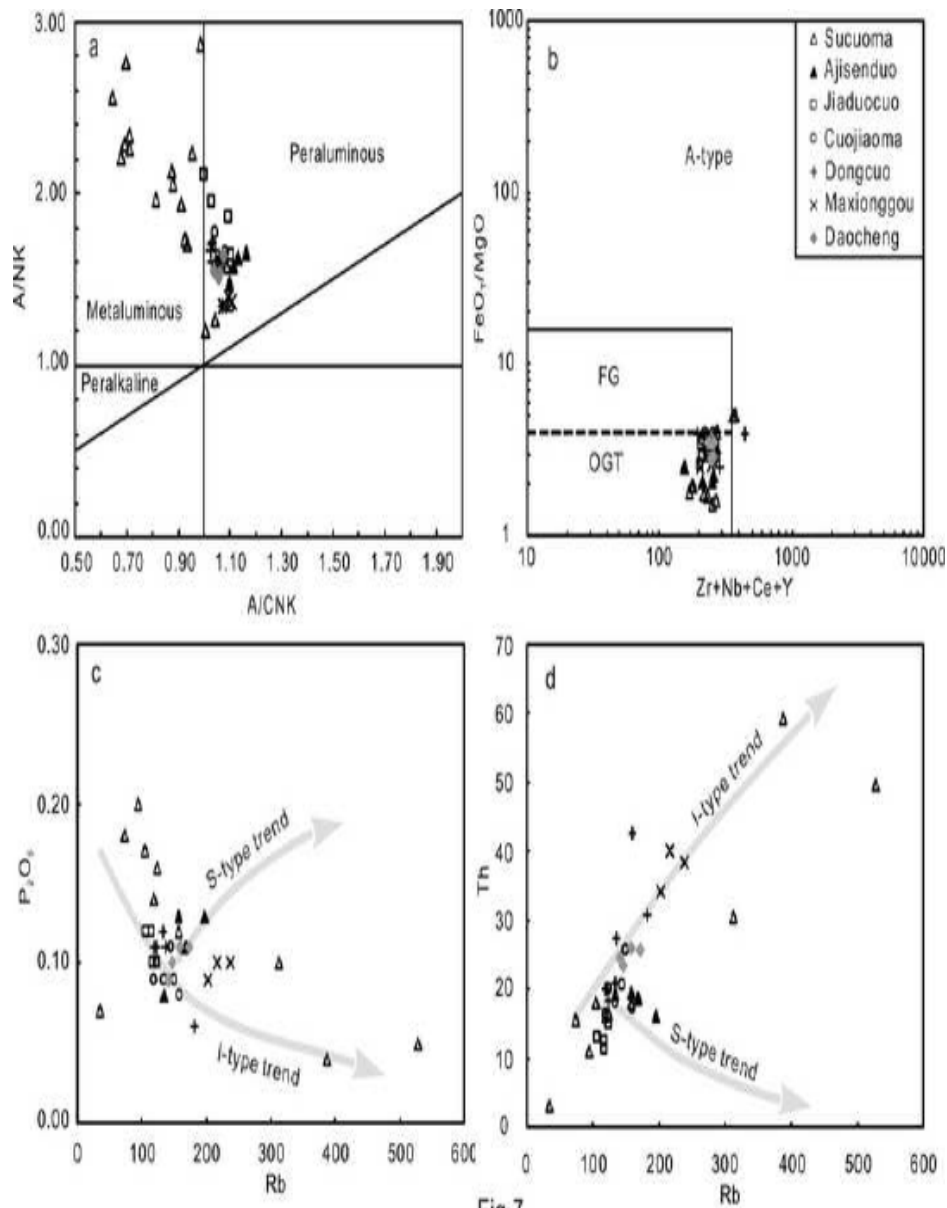 a
3.00
2.00
1.00
0.00
A/NK
Peraluminous
Metaluminous
Peralkaline
0.50 0.70 0.90 1.10 1.30 1.50 1.70 1.90
A/CNK
b
1000
100
10
1
FeOT/MgO
A-type
FG
OGT
Sucuoma
Ajisenduo
Jiaduocuo
Cuojiaoma
Dongcuo
Maxionggou
Daocheng
10 100 1000 10000
Zr+Nb+Ce+Y
c
0.30
0.20
0.10
0.00
P2O5
S-type trend
I-type trend
0 100 200 300 400 500 600
Rb
d
70
60
50
40
30
20
10
0
Th
I-type trend
S-type trend
0 100 200 300 400 500 600
Rb
Fig 7